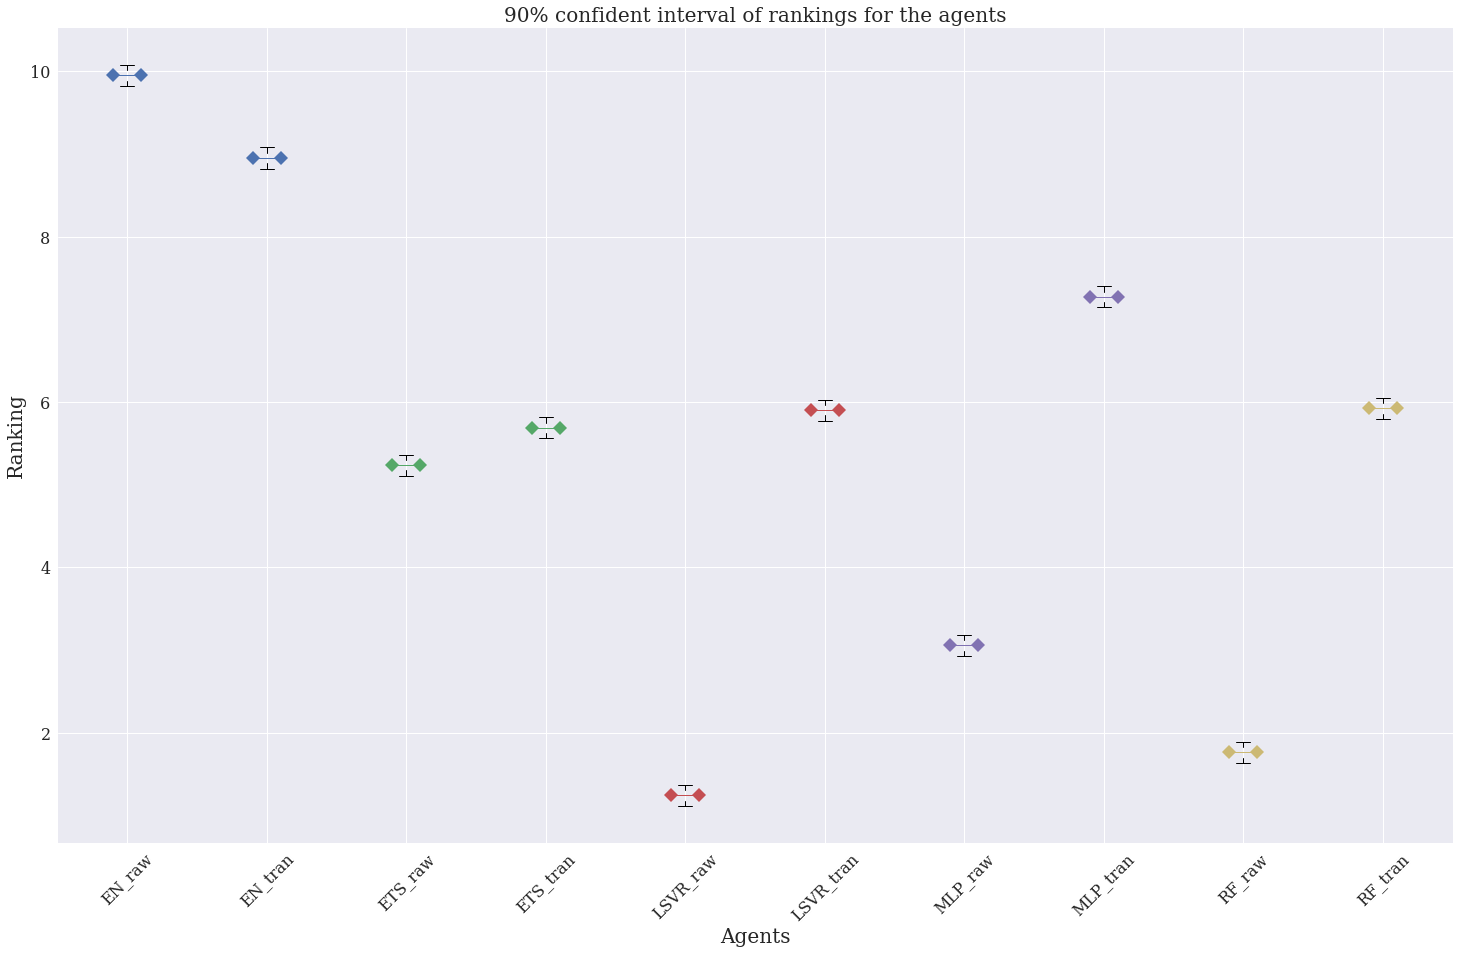 90% confident interval of rankings for the agents
10
8
6
4
2
Ranking
EN_raw
EN_tran
ETS_raw
ETS_tran
LSVR_raw
LSVR_tran
MLP_raw
MLP_tran
RF_raw
RF_tran
Agents